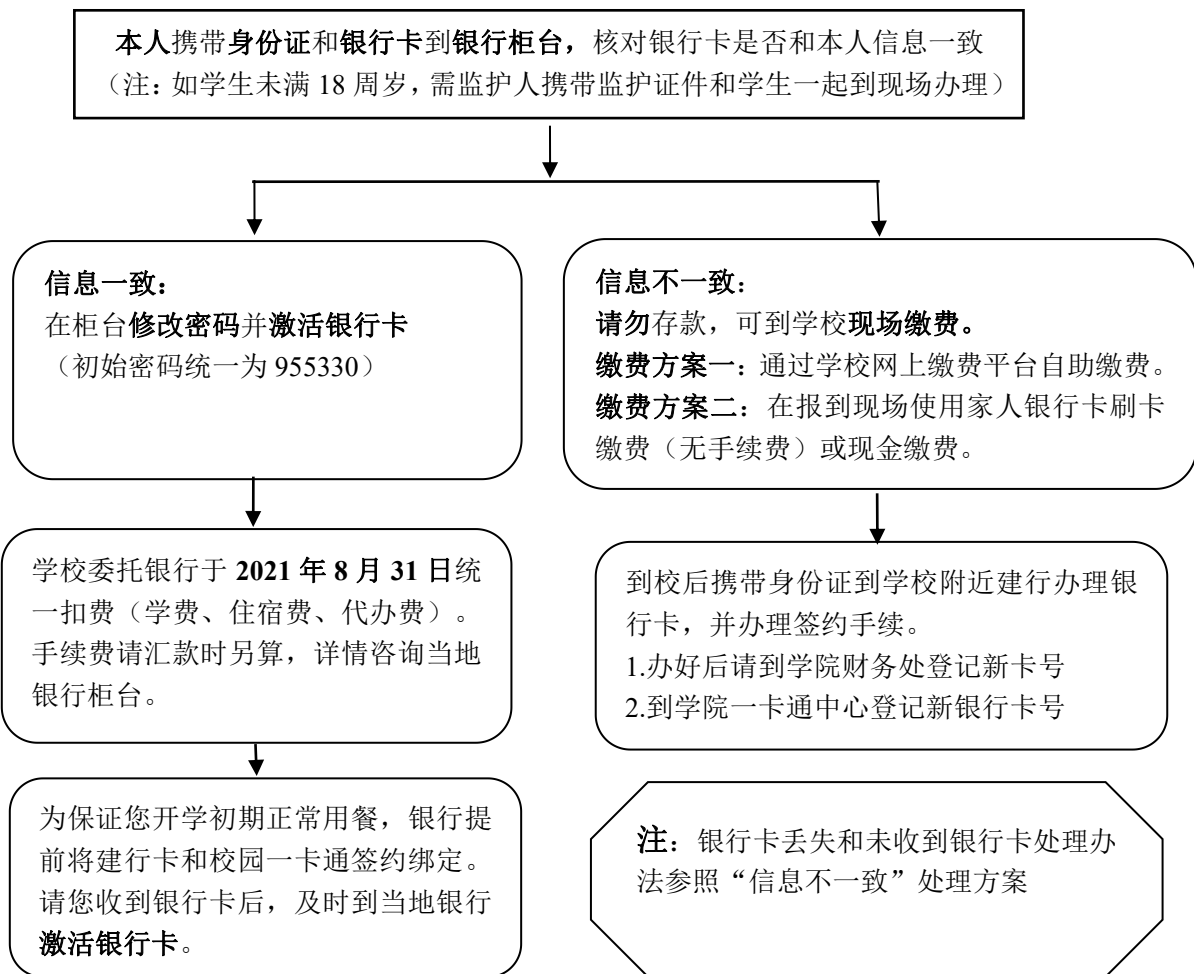 本人携带身份证和银行卡到银行柜台，核对银行卡是否和本人信息一致
（注：如学生未满 18 周岁，需监护人携带监护证件和学生一起到现场办理）
信息一致：
在柜台修改密码并激活银行卡
（初始密码统一为 955330）
信息不一致：
请勿存款，可到学校现场缴费。
缴费方案一：通过学校网上缴费平台自助缴费。
缴费方案二：在报到现场使用家人银行卡刷卡
缴费（无手续费）或现金缴费。
学校委托银行于 2021 年 8 月 31 日统
一扣费（学费、住宿费、代办费）。
手续费请汇款时另算，详情咨询当地
银行柜台。
到校后携带身份证到学校附近建行办理银
行卡，并办理签约手续。
1.办好后请到学院财务处登记新卡号
2.到学院一卡通中心登记新银行卡号
为保证您开学初期正常用餐，银行提
前将建行卡和校园一卡通签约绑定。
请您收到银行卡后，及时到当地银行
激活银行卡。
注：银行卡丢失和未收到银行卡处理办
法参照“信息不一致”处理方案